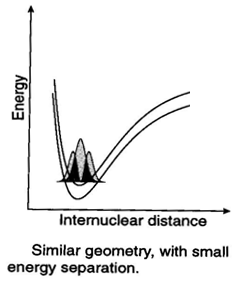 Energy
Internuclear distance
Similar geometry, with small
energy separation.